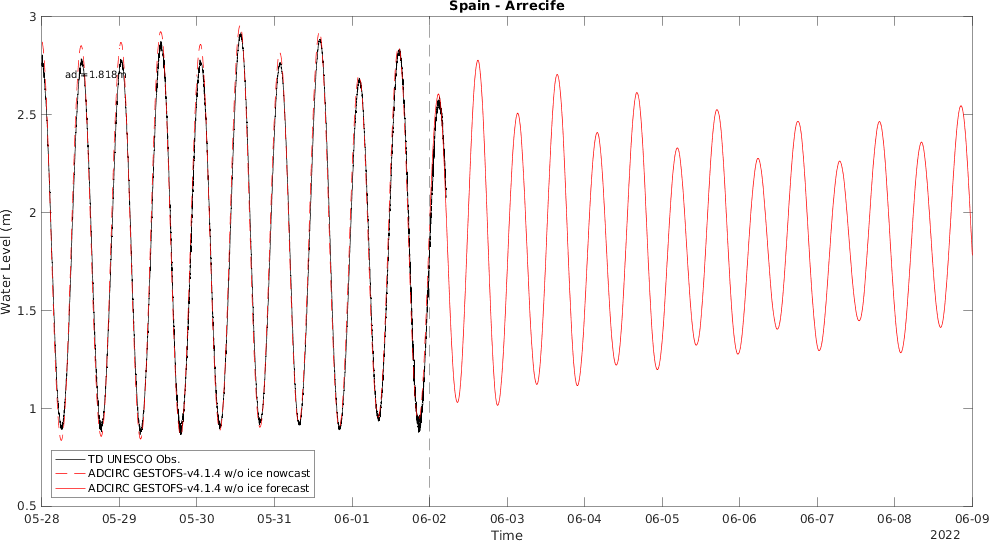 Spain - Arrecife
Water Level (m)
3
2.5
2
1.5
1
0.5
adj=1.818m
TD UNESCO Obs.
ADCIRC GESTOFS-v4.1.4 w/o ice nowcast
ADCIRC GESTOFS-v4.1.4 w/o ice forecast
05-28 05-29 05-30 05-31 06-01 06-02 06-03 06-04 06-05 06-06 06-07 06-08 06-09
Time
2022